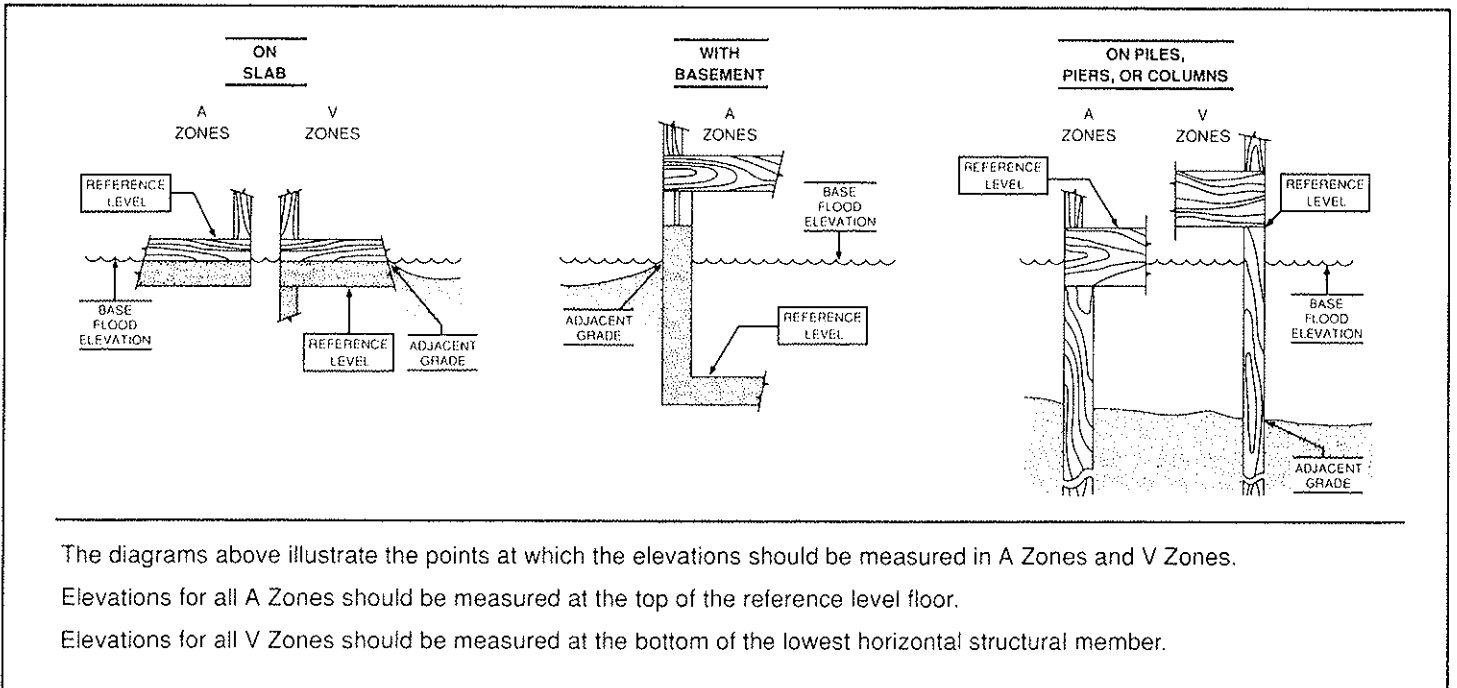 ON
SLAB
A
ZONES
V
ZONES
REFERENCE
LEVEL
BASE
FLOOD
ELEVATION
REFERENCE
LEVEL
ADJACENT
GRADE
WITH
BASEMENT
A
ZONES
BASE
FLOOD
ELEVATION
ADJACENT
GRADE
REFERENCE
LEVEL
ON PILES,
PIERS, OR COLUMNS
A
ZONES
V
ZONES
REFERENCE
LEVEL
REFERENCE
LEVEL
BASE
FLOOD
ELEVATION
ADJACENT
GRADE
The diagrams above illustrate the points at which the elevations should be measured in A Zones and V Zones.
Elevations for all A Zones should be measured at the top of the reference level floor.
Elevations for all V Zones should be measured at the bottom of the lowest horizontal structural member.